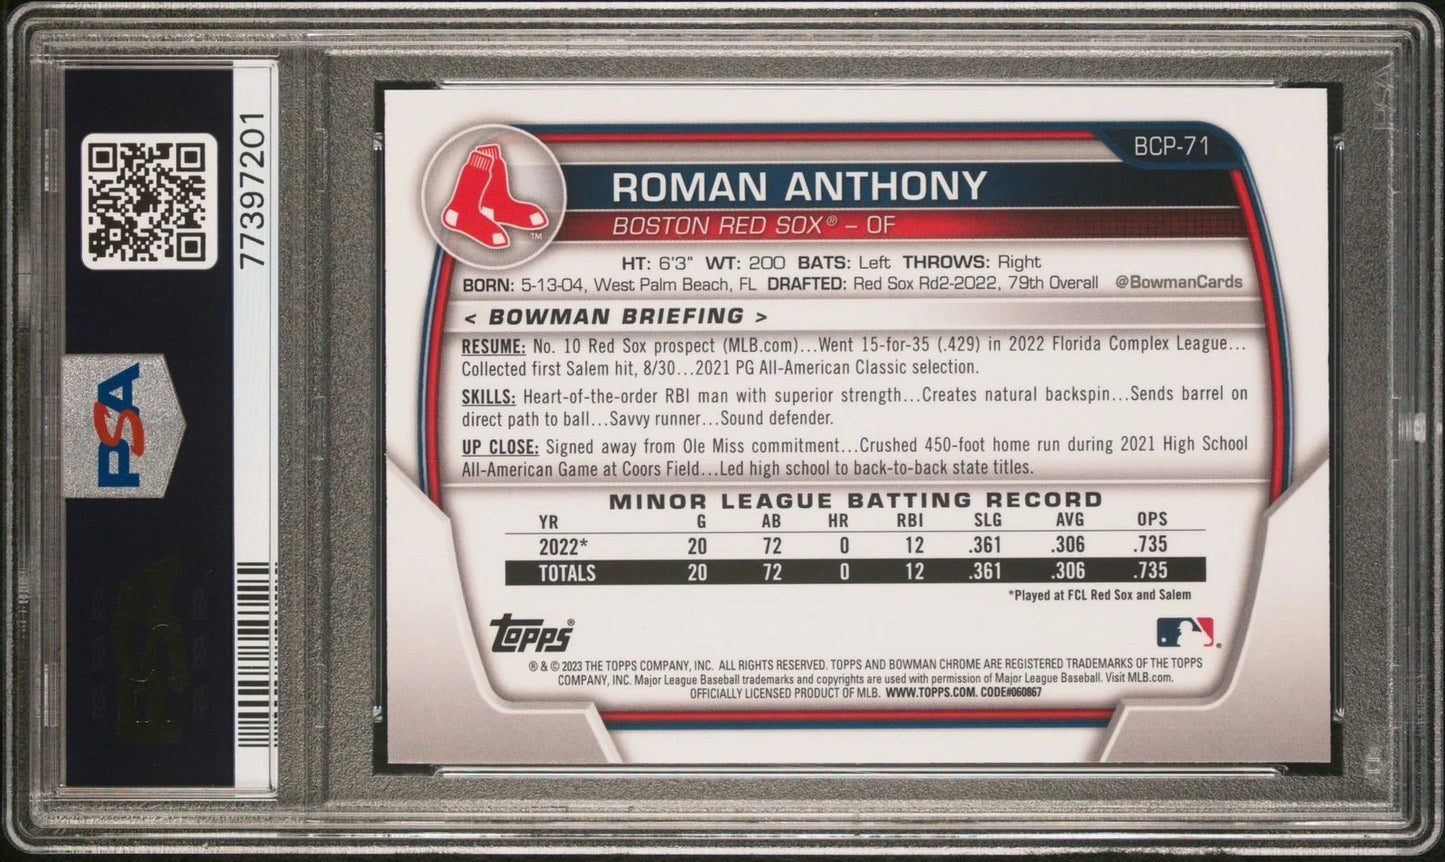 77397201
PSA
PSA
BCP-71
ROMAN ANTHONY
BOSTON RED SOX® – OF
TM
HT: 6'3" WT: 200 BATS: Left THROWS: Right
BORN: 5-13-04, West Palm Beach, FL DRAFTED: Red Sox Rd2-2022, 79th Overall @BowmanCards
< BOWMAN BRIEFING >
RESUME: No. 10 Red Sox prospect (MLB.com)...Went 15-for-35 (.429) in 2022 Florida Complex League...
Collected first Salem hit, 8/30...2021 PG All-American Classic selection.
SKILLS: Heart-of-the-order RBI man with superior strength...Creates natural backspin...Sends barrel on
direct path to ball...Savvy runner...Sound defender.
UP CLOSE: Signed away from Ole Miss commitment...Crushed 450-foot home run during 2021 High School
All-American Game at Coors Field...Led high school to back-to-back state titles.
MINOR LEAGUE BATTING RECORD
YR G AB HR RBI SLG AVG OPS
2022* 20 72 0 12 .361 .306 .735
TOTALS 20 72 0 12 .361 .306 .735
*Played at FCL Red Sox and Salem
topps®
® & © 2023 THE TOPPS COMPANY, INC. ALL RIGHTS RESERVED. TOPPS AND BOWMAN CHROME ARE REGISTERED TRADEMARKS OF THE TOPPS
COMPANY, INC. Major League Baseball trademarks and copyrights are used with permission of Major League Baseball. Visit MLB.com.
OFFICIALLY LICENSED PRODUCT OF MLB. WWW.TOPPS.COM. CODE#060867